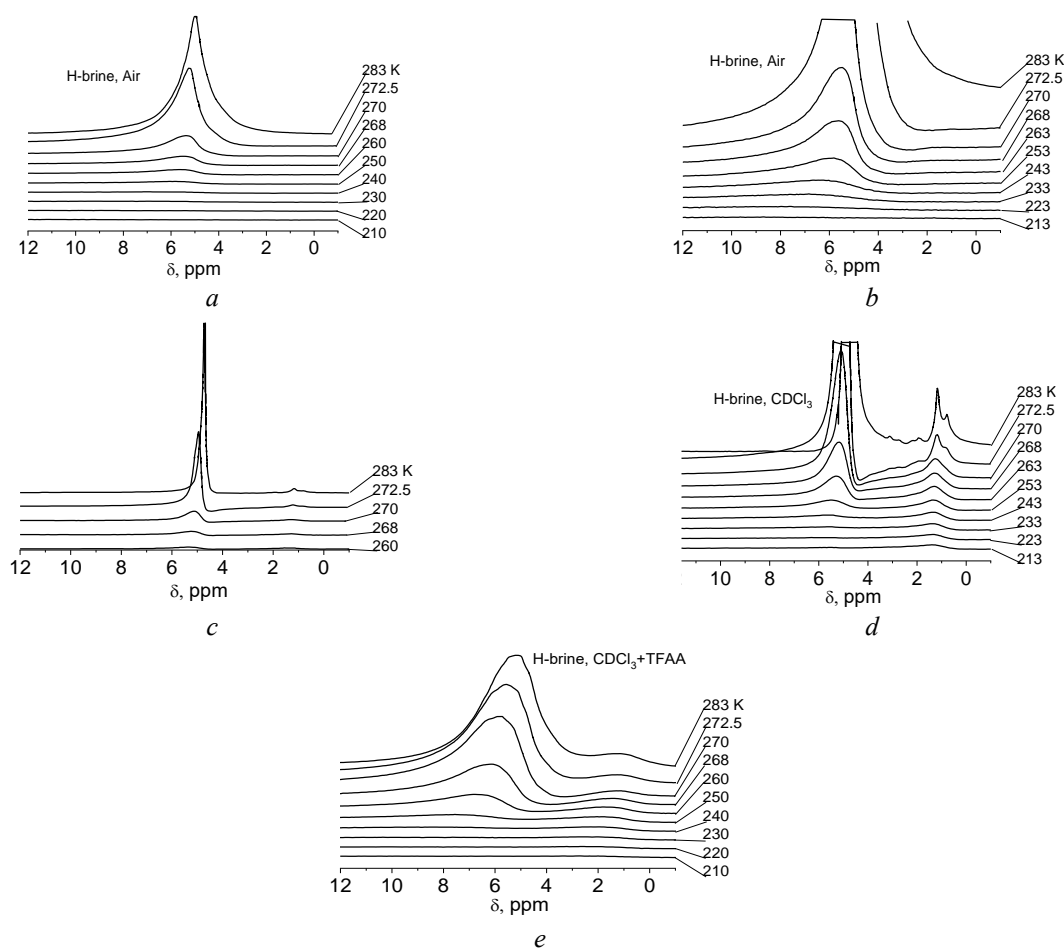 H-brine, Air
283 K
272.5
270
268
260
250
240
230
220
210
12 10 8 6 4 2 0
δ, ppm
a
H-brine, Air
283 K
272.5
270
268
263
253
243
233
223
213
12 10 8 6 4 2 0
δ, ppm
b
283 K
272.5
270
268
260
12 10 8 6 4 2 0
δ, ppm
c
H-brine, CDCl₃
283 K
272.5
270
268
263
253
243
233
223
213
10 8 6 4 2 0
δ, ppm
d
H-brine, CDCl₃+TFAA
283 K
272.5
270
268
260
250
240
230
220
210
12 10 8 6 4 2 0
δ, ppm
e